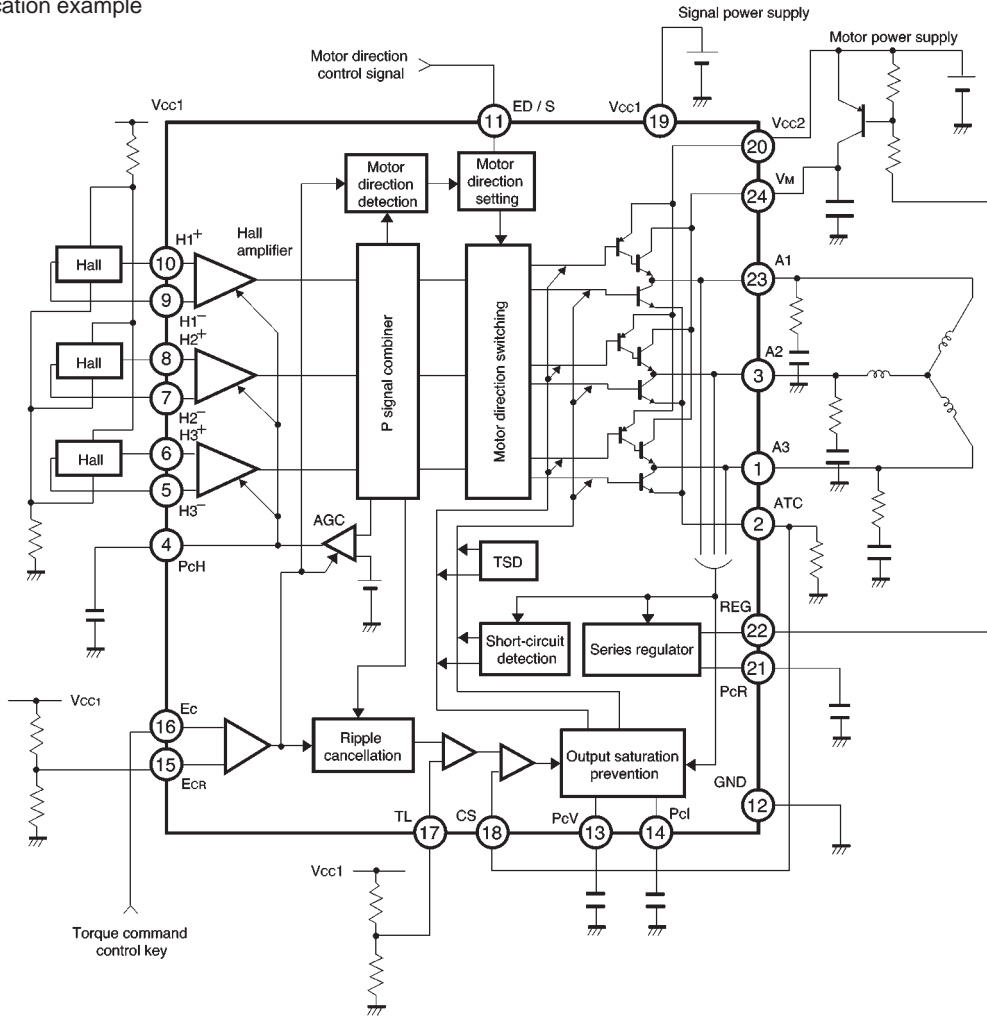 cation example
Signal power supply
Motor power supply
Motor direction
control signal
Vcc1
11
ED / S
Vcc1
19
Vcc2
20
VM
24
Motor
direction
detection
Motor
direction
setting
Hall
amplifier
H1+
10
Hall
9
H1−
H2+
8
Hall
7
H2−
H3+
6
Hall
5
H3−
4
PcH
P signal combiner
Motor direction switching
A1
23
A2
3
A3
1
ATC
2
AGC
TSD
Short-circuit
detection
Series regulator
REG
22
21
PcR
Vcc1
Ec
16
15
ECR
Ripple
cancellation
Output saturation
prevention
GND
12
TL
17
CS
18
PcV
13
PcI
14
Vcc1
Torque command
control key